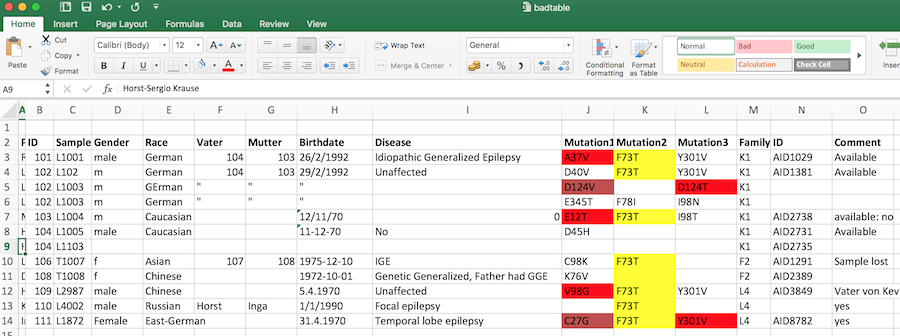 badtable
Home Insert Page Layout Formulas Data Review View
Paste Cut Copy Format
Calibri (Body) 12 A A
B I U A
Wrap Text
Merge & Center
General
% .0 .00 .00 .0
Conditional Formatting Format as Table
Normal Bad Good
Neutral Calculation Check Cell
A9 fx Horst-Sergio Krause
A B C D E F G H I J K L M N O
1
2 ID Sample Gender Race Vater Mutter Birthdate Disease Mutation1 Mutation2 Mutation3 Family ID Comment
3 101 L1001 male German 104 103 26/2/1992 Idiopathic Generalized Epilepsy A37V F73T Y301V K1 AID1029 Available
4 102 L102 m German 104 103 29/2/1992 Unaffected D40V F73T Y301V K1 AID1381 Available
5 102 L1003 m GErman " " " D124V D124T K1
6 102 L1003 m German " " " E345T F78I I98N K1
7 103 L1004 m Caucasian 12/11/70 0 E12T F73T I98T K1 AID2738 available: no
8 104 L1005 male Caucasian 11-12-70 No D45H K1 AID2731 Available
9 104 L1103 K1 AID2735
10 106 T1007 f Asian 107 108 1975-12-10 IGE C98K F73T F2 AID1291 Sample lost
11 108 T1008 f Chinese 1972-10-01 Genetic Generalized, Father had GGE K76V F2 AID2389
12 109 L2987 male Chinese 5.4.1970 Unaffected V98G F73T Y301V L4 AID3849 Vater von Kev
13 110 L4002 male Russian Horst Inga 1/1/1990 Focal epilepsy F73T L4 yes
14 111 L1872 Female East-German 31.4.1970 Temporal lobe epilepsy C27G F73T Y301V L4 AID8782 yes